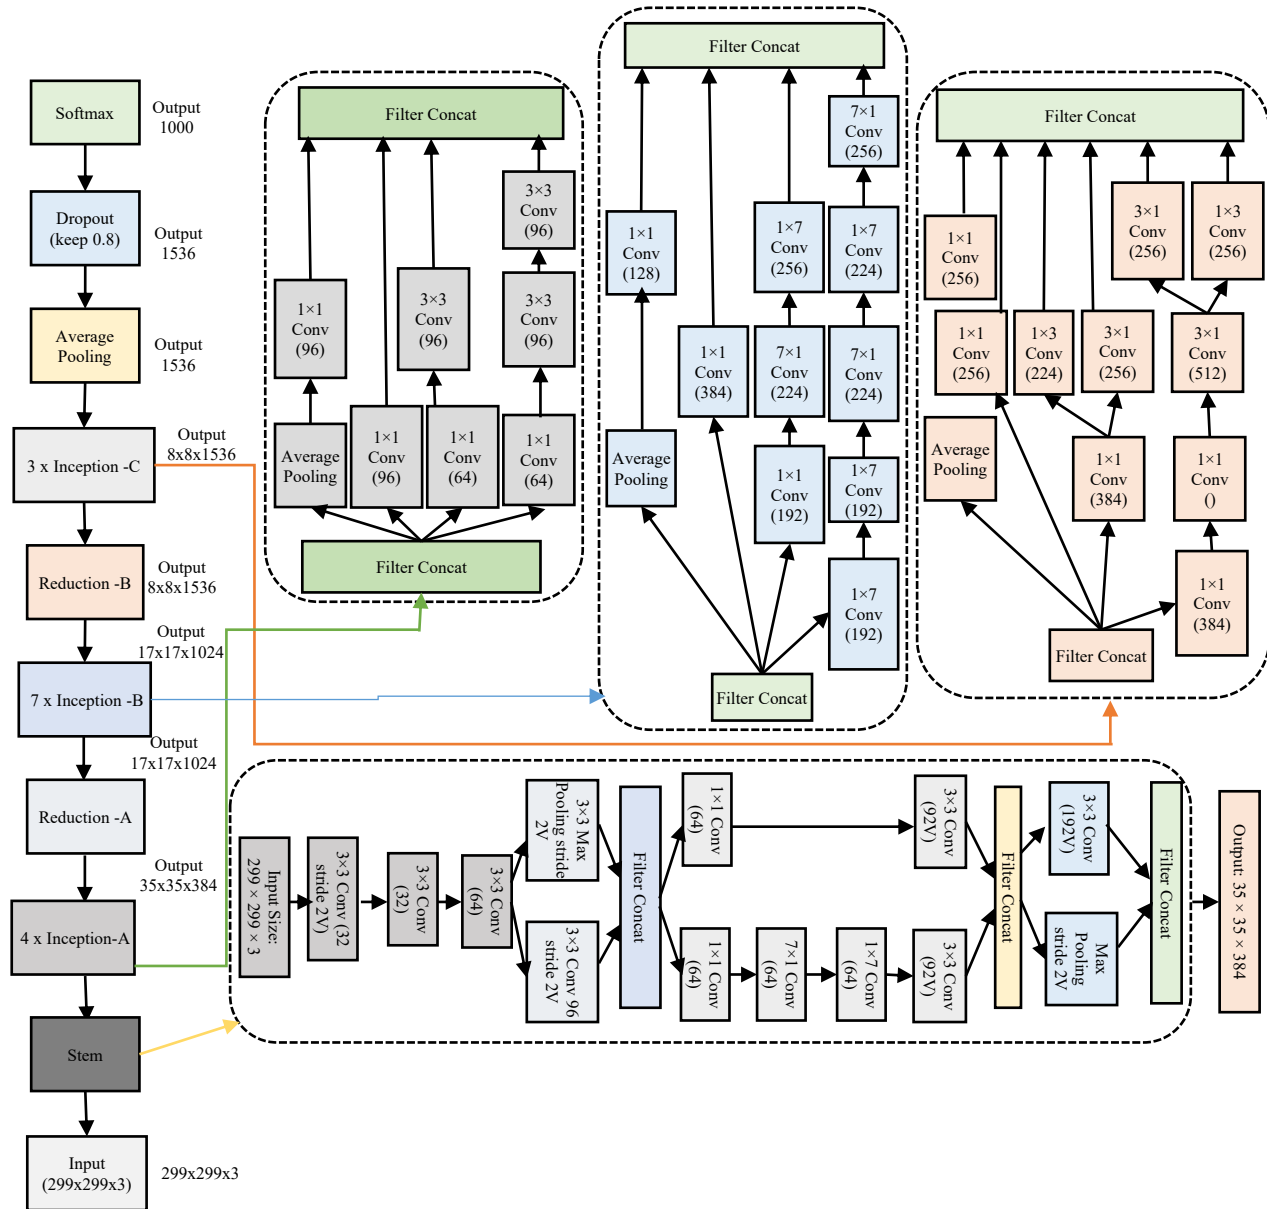 Softmax
Output
1000
Dropout
(keep 0.8)
Output
1536
Average
Pooling
Output
1536
3 x Inception -C
Output
8x8x1536
Reduction -B
Output
8x8x1536
Output
17x17x1024
7 x Inception -B
Output
17x17x1024
Reduction -A
Output
35x35x384
4 x Inception-A
Stem
Input
(299x299x3)
299x299x3
Filter Concat
3×3
Conv
(96)
1×1
Conv
(96)
3×3
Conv
(96)
3×3
Conv
(96)
Average
Pooling
1×1
Conv
(96)
1×1
Conv
(64)
1×1
Conv
(64)
Filter Concat
Filter Concat
7×1
Conv
(256)
1×1
Conv
(128)
1×7
Conv
(256)
1×7
Conv
(224)
1×1
Conv
(384)
7×1
Conv
(224)
7×1
Conv
(224)
Average
Pooling
1×1
Conv
(192)
1×7
Conv
(192)
1×7
Conv
(192)
Filter Concat
Filter Concat
1×1
Conv
(256)
3×1
Conv
(256)
1×3
Conv
(256)
1×1
Conv
(256)
1×3
Conv
(224)
3×1
Conv
(256)
3×1
Conv
(512)
Average
Pooling
1×1
Conv
(384)
1×1
Conv
()
1×1
Conv
(384)
Filter Concat
Input Size:
299 × 299 × 3
3×3 Conv (32
stride 2V)
3×3 Conv
(32)
3×3 Conv
(64)
3×3 Max
Pooling stride
2V
3×3 Conv 96
stride 2V
Filter Concat
1×1 Conv
(64)
3×3 Conv
(92V)
1×1 Conv
(64)
7×1 Conv
(64)
1×7 Conv
(64)
3×3 Conv
(92V)
Filter Concat
3×3 Conv
(192V)
Max
Pooling
stride 2V
Filter Concat
Output: 35 × 35 × 384